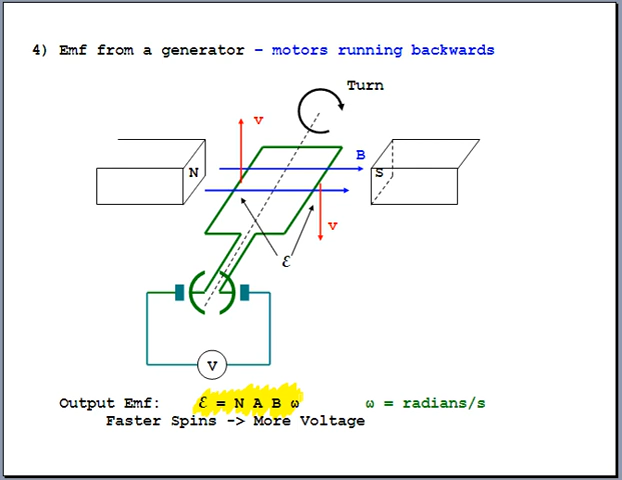 4) Emf from a generator – motors running backwards
Turn
v
B
N
S
v
ℰ
V
Output Emf: ℰ = N A B ω ω = radians/s
Faster Spins -> More Voltage